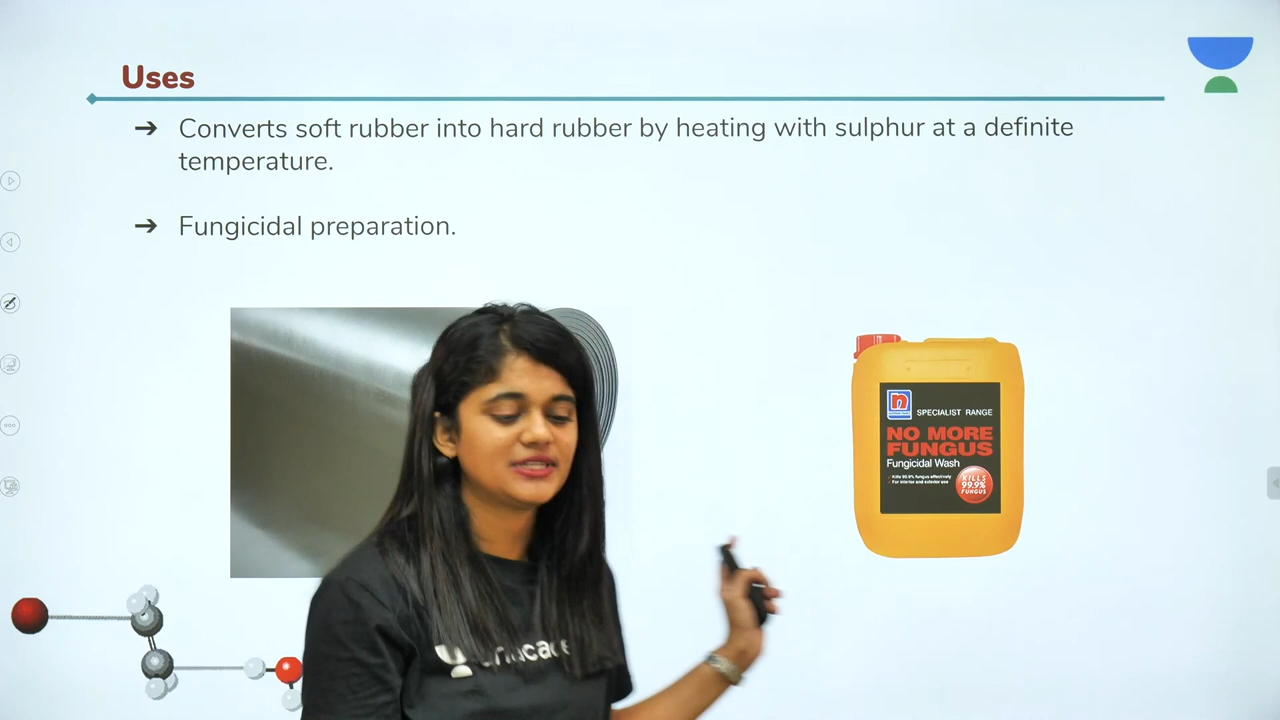 Uses
➔ Converts soft rubber into hard rubber by heating with sulphur at a definite
temperature.
➔ Fungicidal preparation.
n
SPECIALIST RANGE
NO MORE
FUNGUS
Fungicidal Wash
✓ Kills 99.9% fungus effectively
✓ For interior and exterior use
KILLS
99.9%
FUNGUS